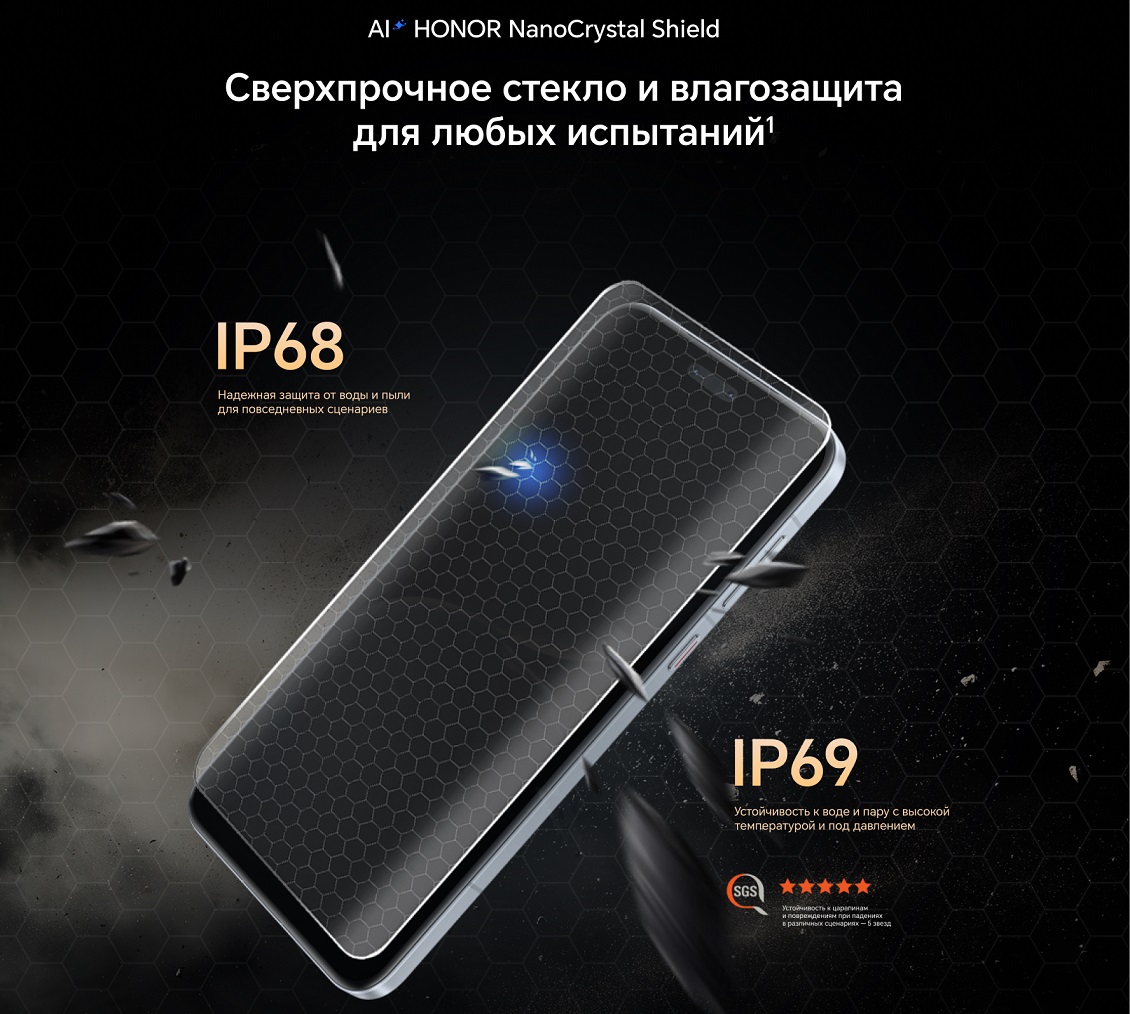 AI HONOR NanoCrystal Shield
Сверхпрочное стекло и влагозащита
для любых испытаний¹
IP68
Надежная защита от воды и пыли
для повседневных сценариев
IP69
Устойчивость к воде и пару с высокой
температурой и под давлением
SGS
Устойчивость к царапинам
и повреждениям при падениях
в различных сценариях — 5 звезд